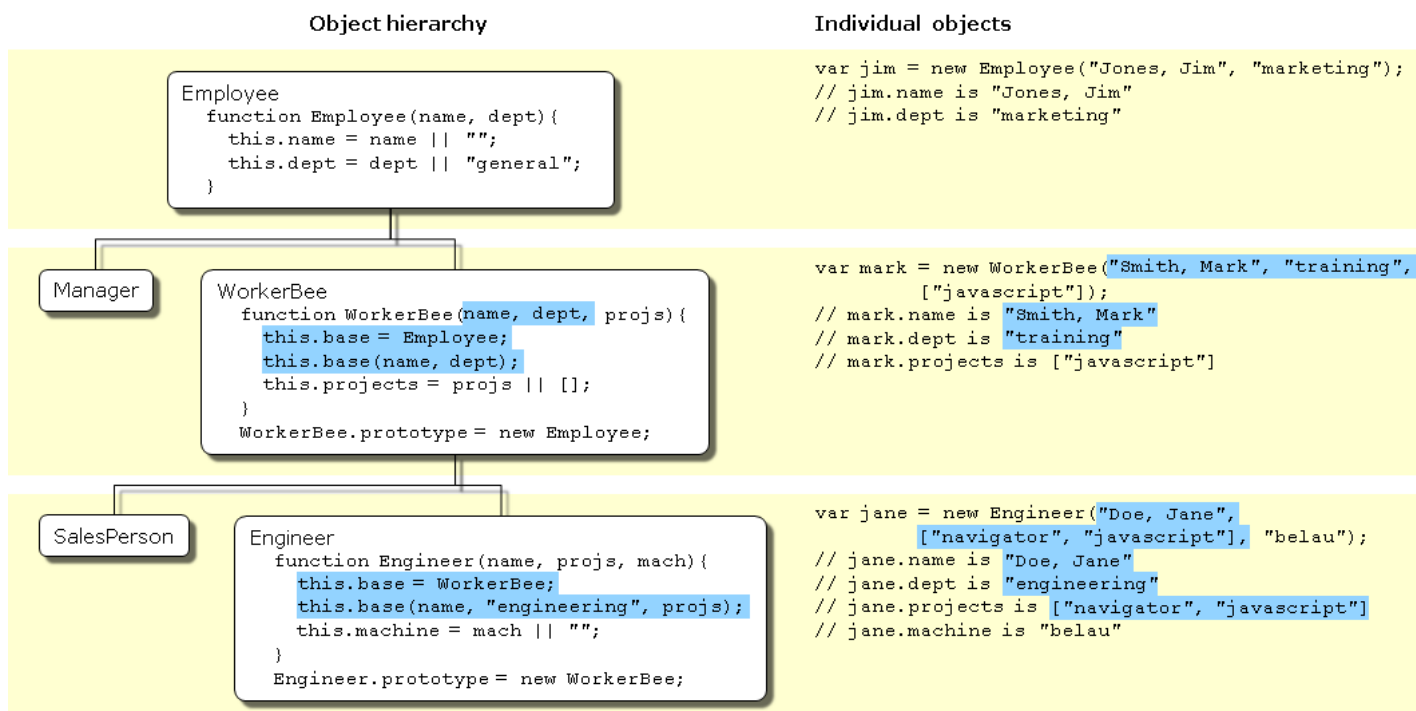 Object hierarchy
Individual objects
Employee
function Employee(name, dept){
this.name = name || "";
this.dept = dept || "general";
}
var jim = new Employee("Jones, Jim", "marketing");
// jim.name is "Jones, Jim"
// jim.dept is "marketing"
Manager
WorkerBee
function WorkerBee(name, dept, projs){
this.base = Employee;
this.base(name, dept);
this.projects = projs || [];
}
WorkerBee.prototype = new Employee;
var mark = new WorkerBee("Smith, Mark", "training",
["javascript"]);
// mark.name is "Smith, Mark"
// mark.dept is "training"
// mark.projects is ["javascript"]
SalesPerson
Engineer
function Engineer(name, projs, mach){
this.base = WorkerBee;
this.base(name, "engineering", projs);
this.machine = mach || "";
}
Engineer.prototype = new WorkerBee;
var jane = new Engineer("Doe, Jane",
["navigator", "javascript"], "belau");
// jane.name is "Doe, Jane"
// jane.dept is "engineering"
// jane.projects is ["navigator", "javascript"]
// jane.machine is "belau"